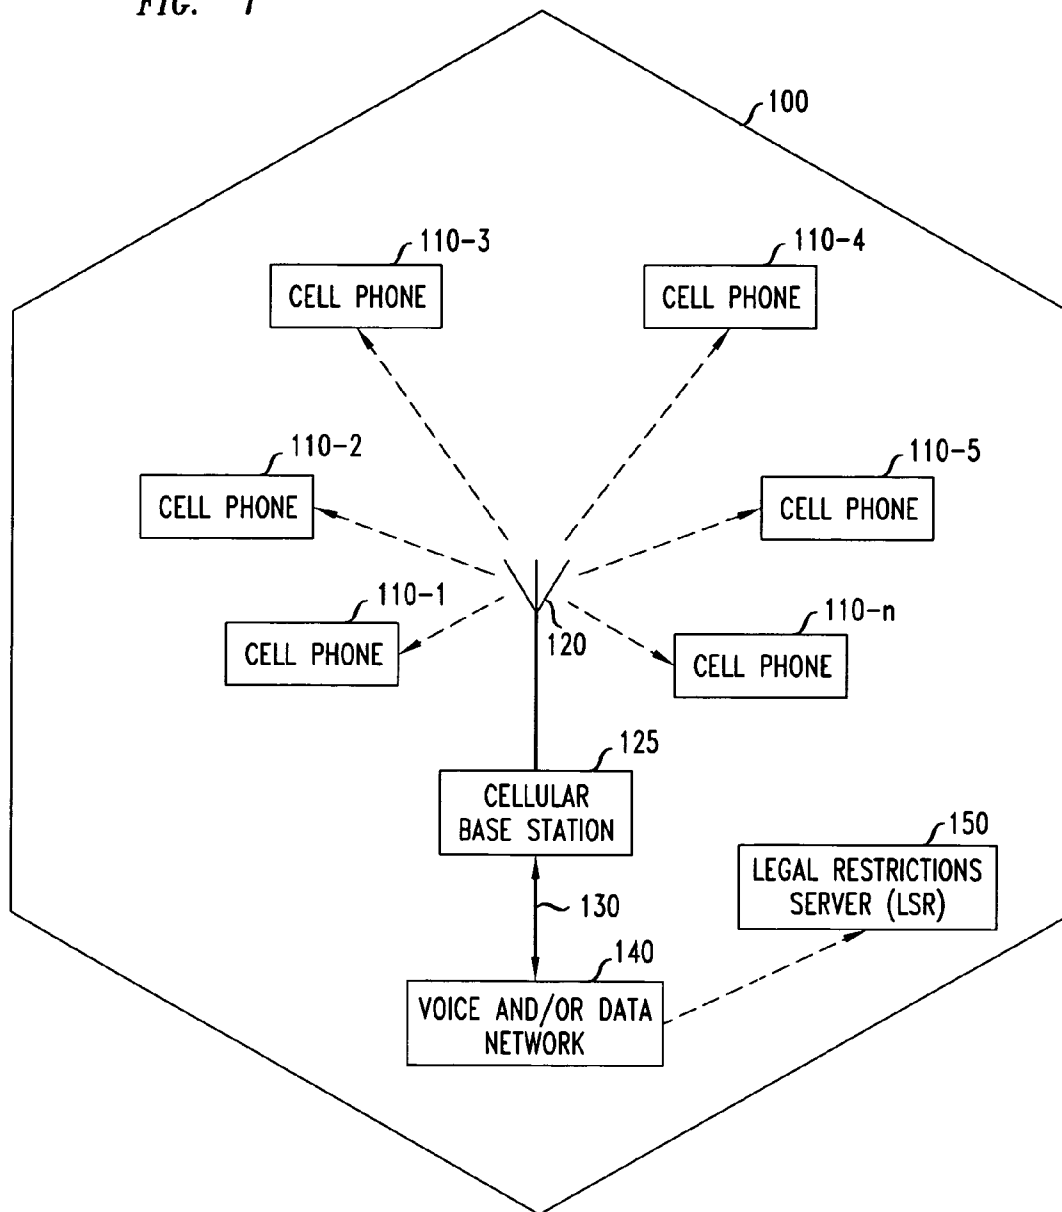 FIG. 1
100
110-3
110-4
CELL PHONE
CELL PHONE
110-2
110-5
CELL PHONE
CELL PHONE
110-1
110-n
120
CELL PHONE
CELL PHONE
125
CELLULAR
BASE STATION
150
LEGAL RESTRICTIONS
SERVER (LSR)
130
140
VOICE AND/OR DATA
NETWORK